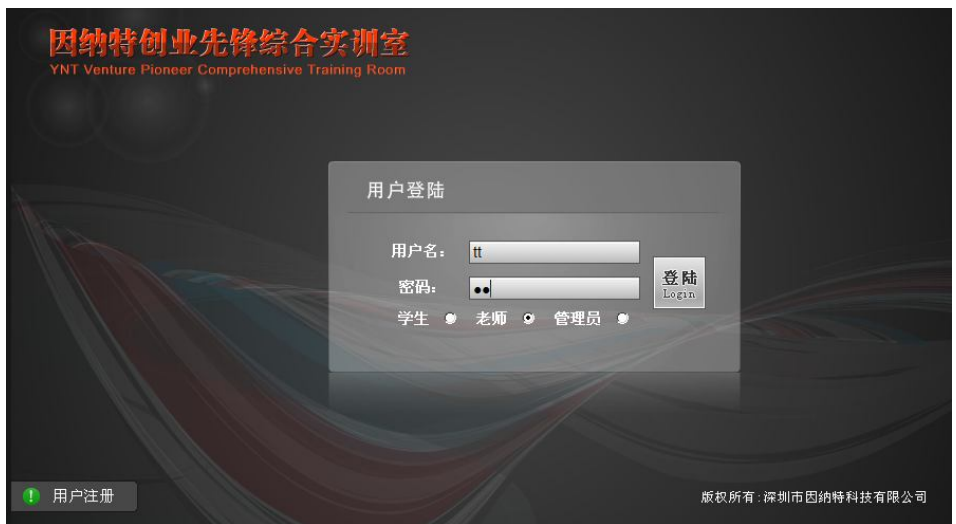 因纳特创业先锋综合实训室
YNT Venture Pioneer Comprehensive Training Room
用户登陆
用户名： tt
密码： ●●
登陆
Login
学生 老师 管理员
! 用户注册
版权所有:深圳市因纳特科技有限公司